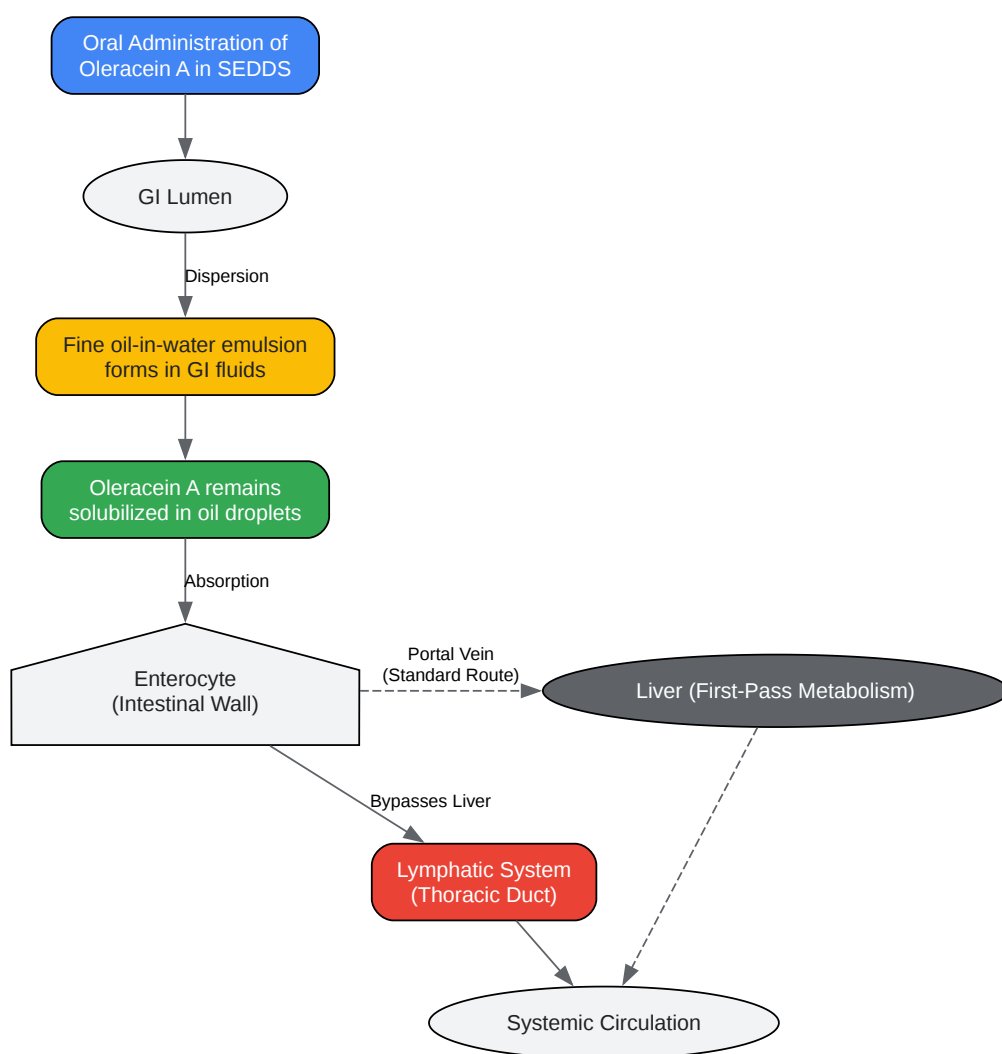 Oral Administration of
Oleracein A in SEDDS
GI Lumen
Dispersion
Fine oil-in-water emulsion
forms in GI fluids
Oleracein A remains
solubilized in oil droplets
Absorption
Enterocyte
(Intestinal Wall)
Portal Vein
(Standard Route)
Liver (First-Pass Metabolism)
Bypasses Liver
Lymphatic System
(Thoracic Duct)
Systemic Circulation